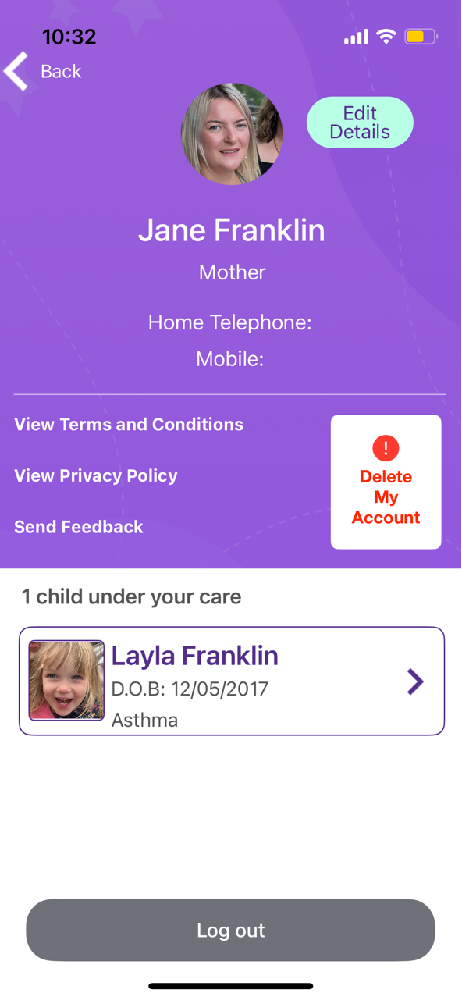 10:32
Back
Edit
Details
Jane Franklin
Mother
Home Telephone:
Mobile:
View Terms and Conditions
View Privacy Policy
Send Feedback
!
Delete
My
Account
1 child under your care
Layla Franklin
D.O.B: 12/05/2017
Asthma
Log out